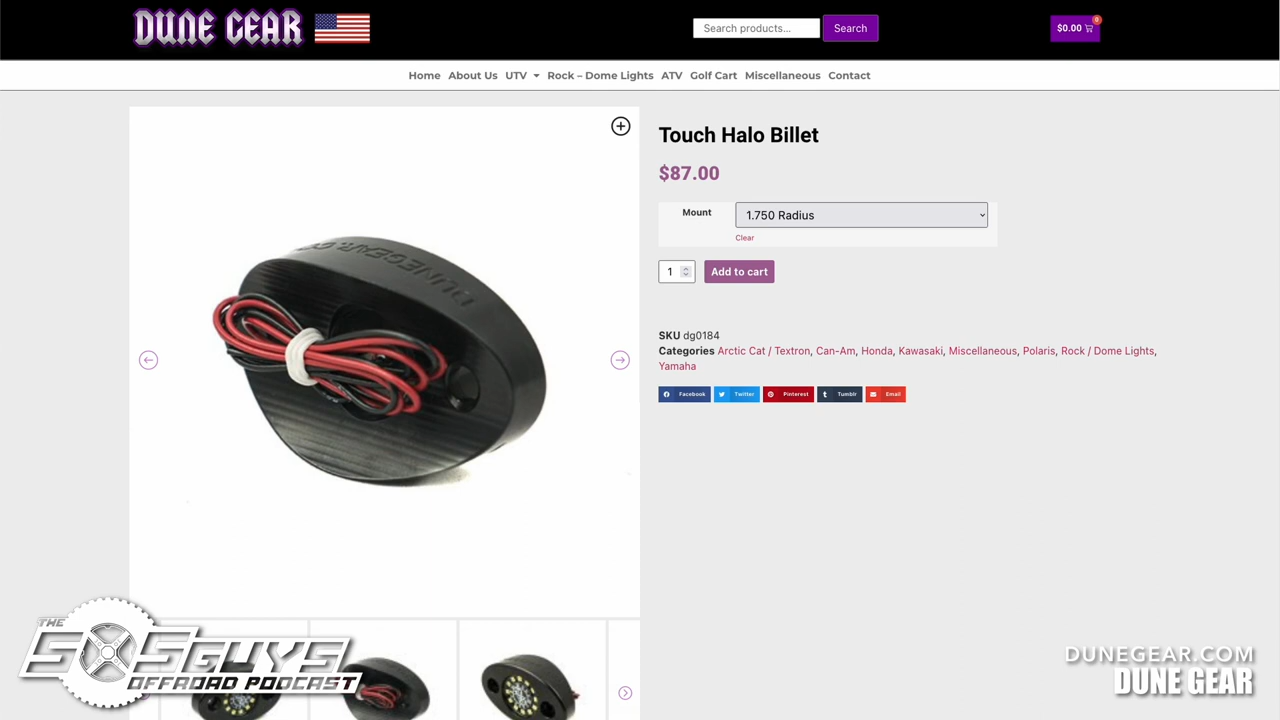 DUNE GEAR
Search products...
Search
$0.00
0
Home About Us UTV Rock – Dome Lights ATV Golf Cart Miscellaneous Contact
Touch Halo Billet
$87.00
Mount
1.750 Radius
Clear
1
Add to cart
SKU dg0184
Categories Arctic Cat / Textron, Can-Am, Honda, Kawasaki, Miscellaneous, Polaris, Rock / Dome Lights,
Yamaha
Facebook Twitter Pinterest Tumblr Email
DUNEGEAR.C
THE
SXSGUYS
OFFROAD PODCAST
DUNEGEAR.COM
DUNE GEAR